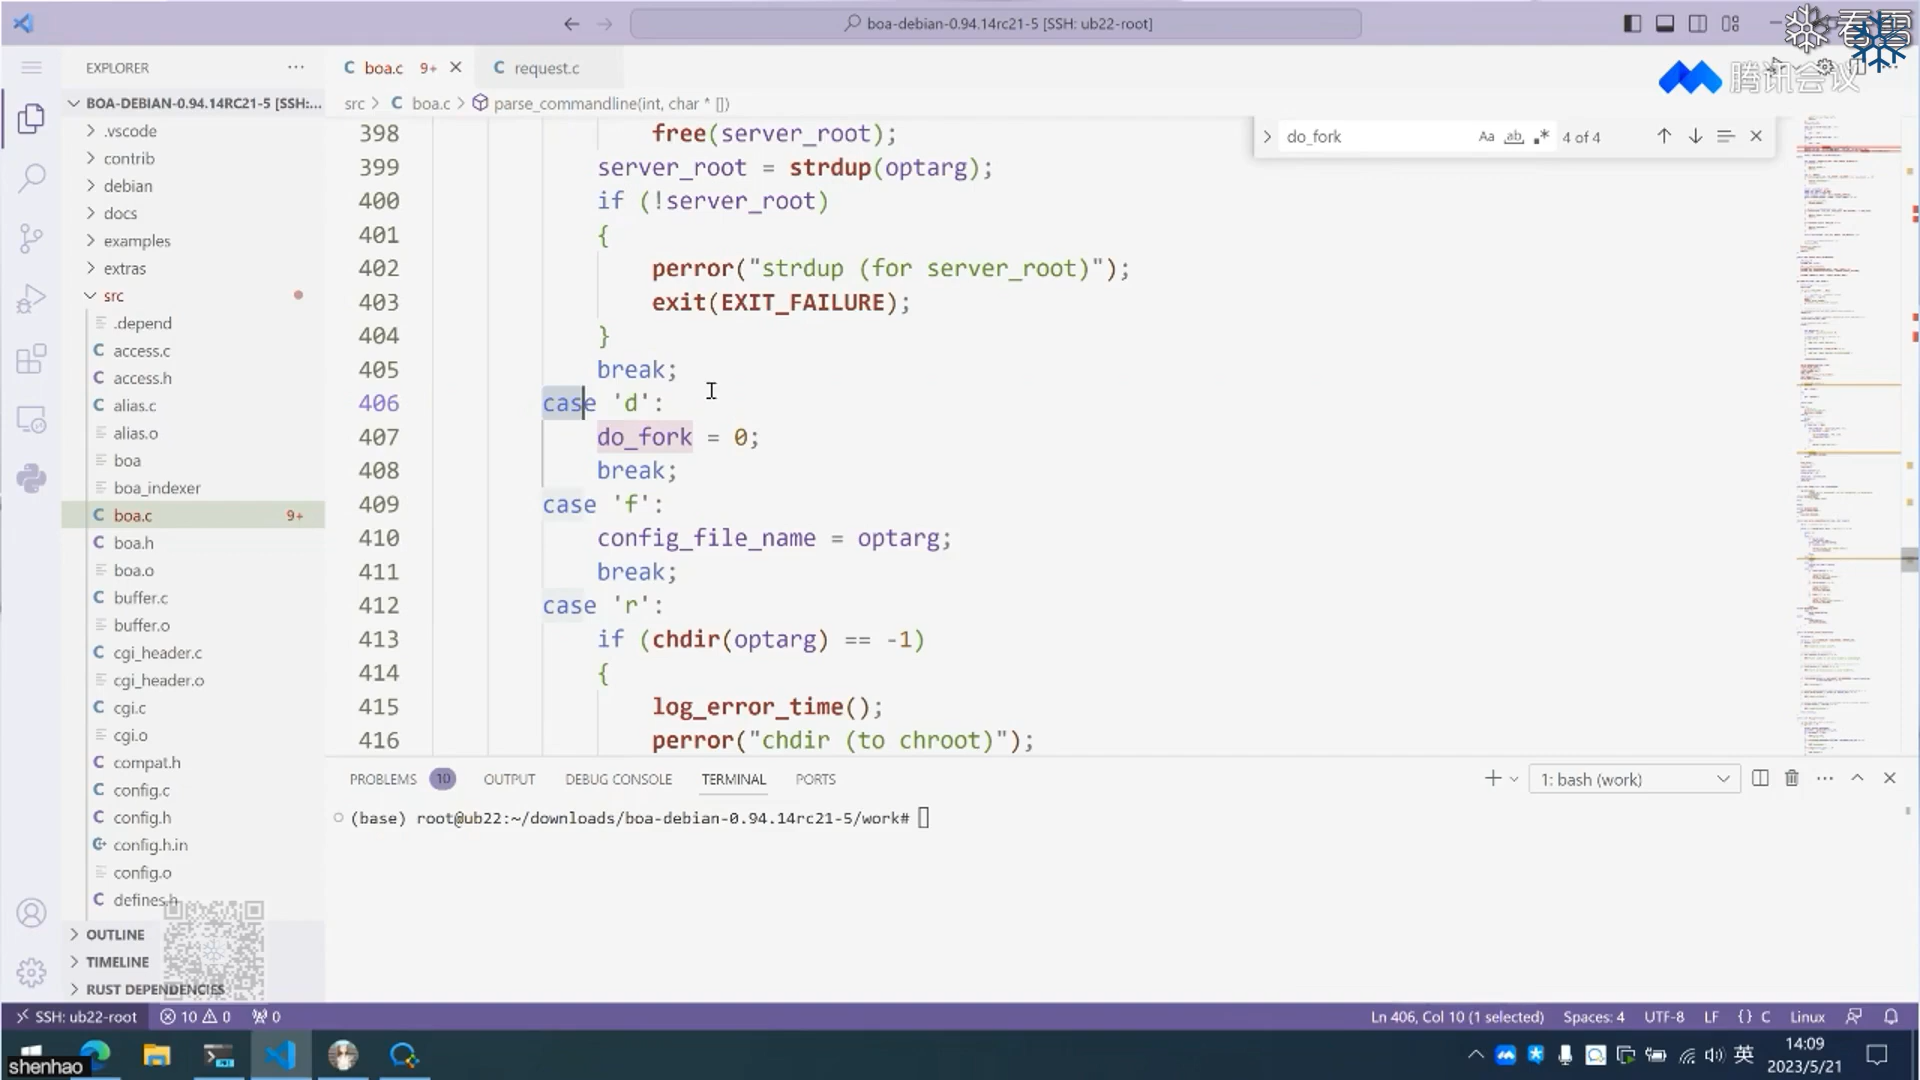 boa-debian-0.94.14rc21-5 [SSH: ub22-root]
看雪
腾讯会议
EXPLORER
boa.c 9+
request.c
BOA-DEBIAN-0.94.14RC21-5 [SSH:...
src > boa.c > parse_commandline(int, char * [])
do_fork
Aa ab .* 4 of 4
.vscode
contrib
debian
docs
examples
extras
src
.depend
access.c
access.h
alias.c
alias.o
boa
boa_indexer
boa.c 9+
boa.h
boa.o
buffer.c
buffer.o
cgi_header.c
cgi_header.o
cgi.c
cgi.o
compat.h
config.c
config.h
config.h.in
config.o
defines.h
OUTLINE
TIMELINE
RUST DEPENDENCIES
398 free(server_root);
399 server_root = strdup(optarg);
400 if (!server_root)
401 {
402 perror("strdup (for server_root)");
403 exit(EXIT_FAILURE);
404 }
405 break;
406 case 'd':
407 do_fork = 0;
408 break;
409 case 'f':
410 config_file_name = optarg;
411 break;
412 case 'r':
413 if (chdir(optarg) == -1)
414 {
415 log_error_time();
416 perror("chdir (to chroot)");
PROBLEMS 10 OUTPUT DEBUG CONSOLE TERMINAL PORTS
1: bash (work)
(base) root@ub22:~/downloads/boa-debian-0.94.14rc21-5/work#
SSH: ub22-root 10 0 0
Ln 406, Col 10 (1 selected) Spaces: 4 UTF-8 LF {} C Linux
shenhao
英
14:09
2023/5/21